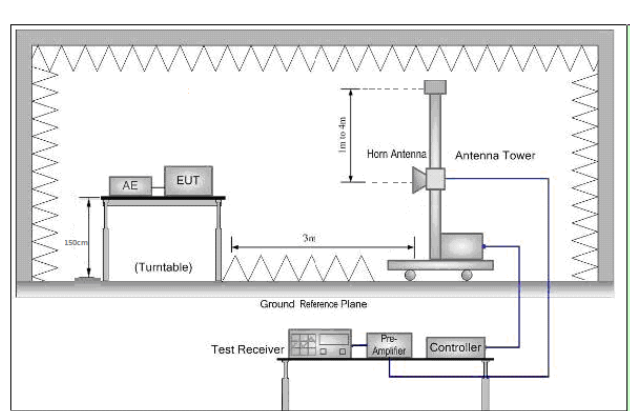 1m to 4m
Horn Antenna
Antenna Tower
AE
EUT
150cm
3m
(Turntable)
Ground Reference Plane
Test Receiver
Pre-
Amplifier
Controller